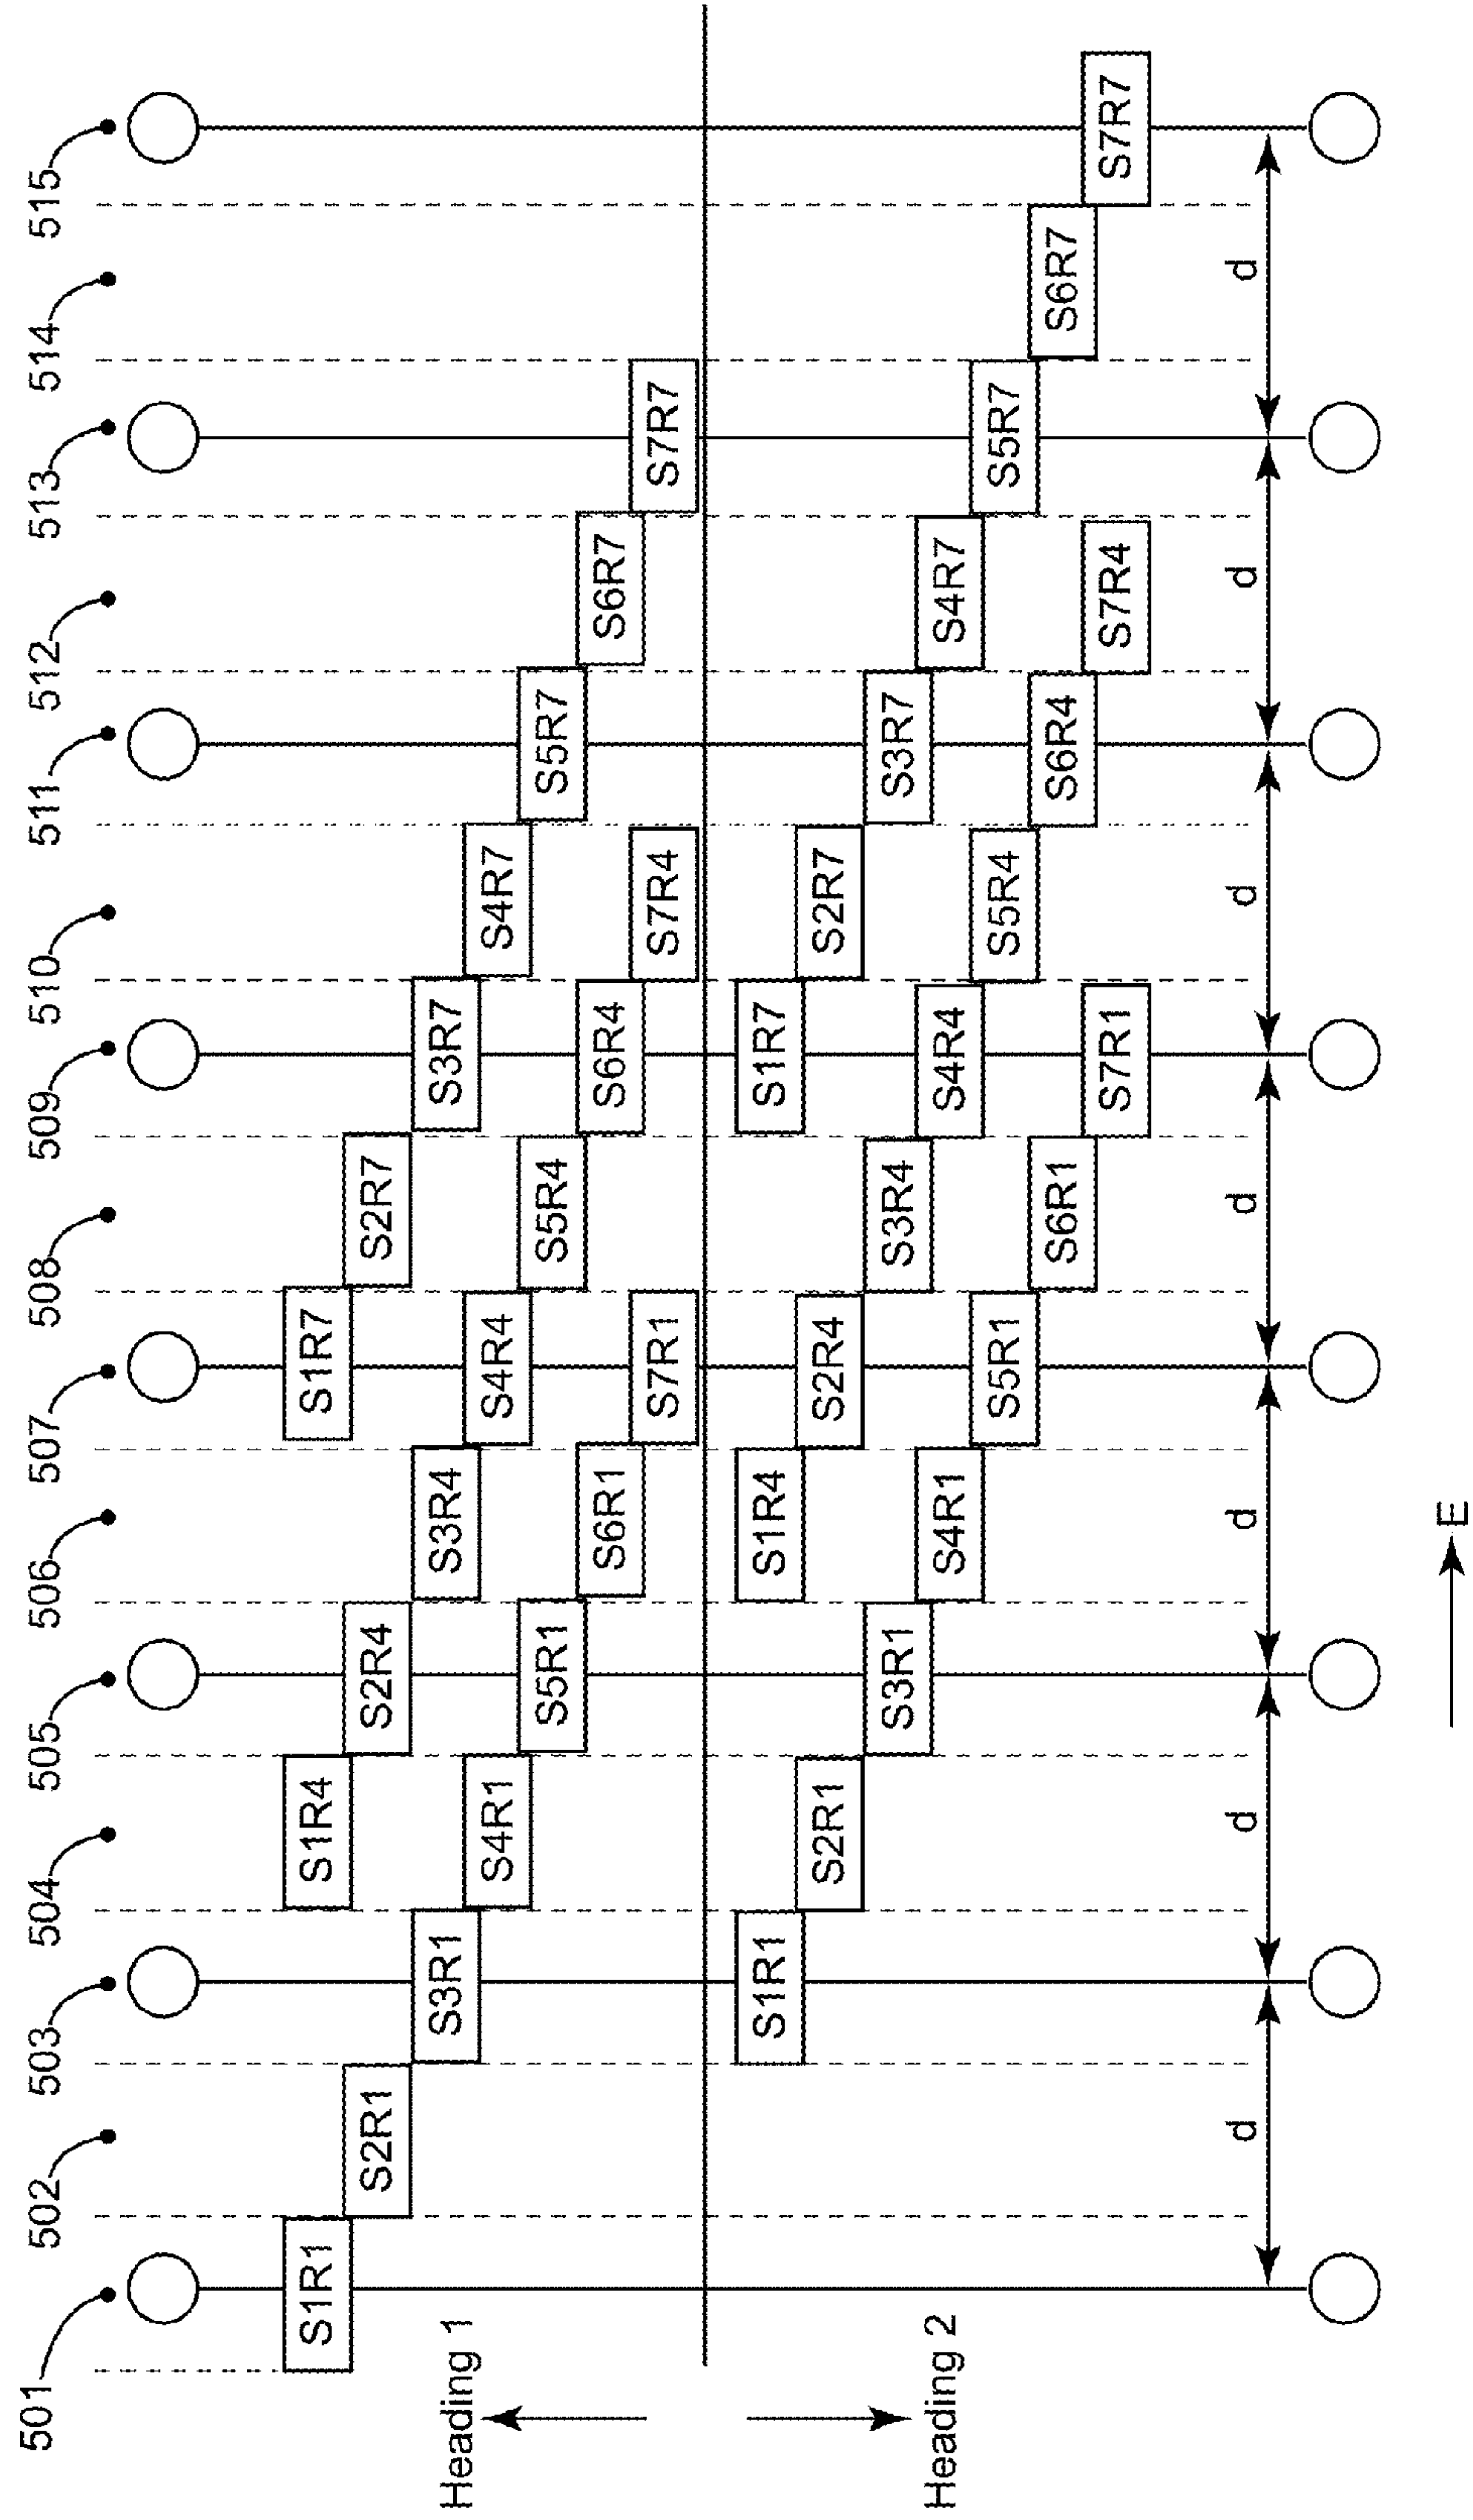 501 502 503 504 505 506 507 508 509 510 511 512 513 514 515
S1R1 S1R4 S1R7
S2R1 S2R4 S2R7
Heading 1 S3R1 S3R4 S3R7
S4R1 S4R4 S4R7
S5R1 S5R4 S5R7
S6R1 S6R4 S6R7
S7R1 S7R4 S7R7
S1R1 S1R4 S1R7
S2R1 S2R4 S2R7
S3R1 S3R4 S3R7
Heading 2 S4R1 S4R4 S4R7
S5R1 S5R4 S5R7
S6R1 S6R4 S6R7
S7R1 S7R4 S7R7
d d d d d d d
E